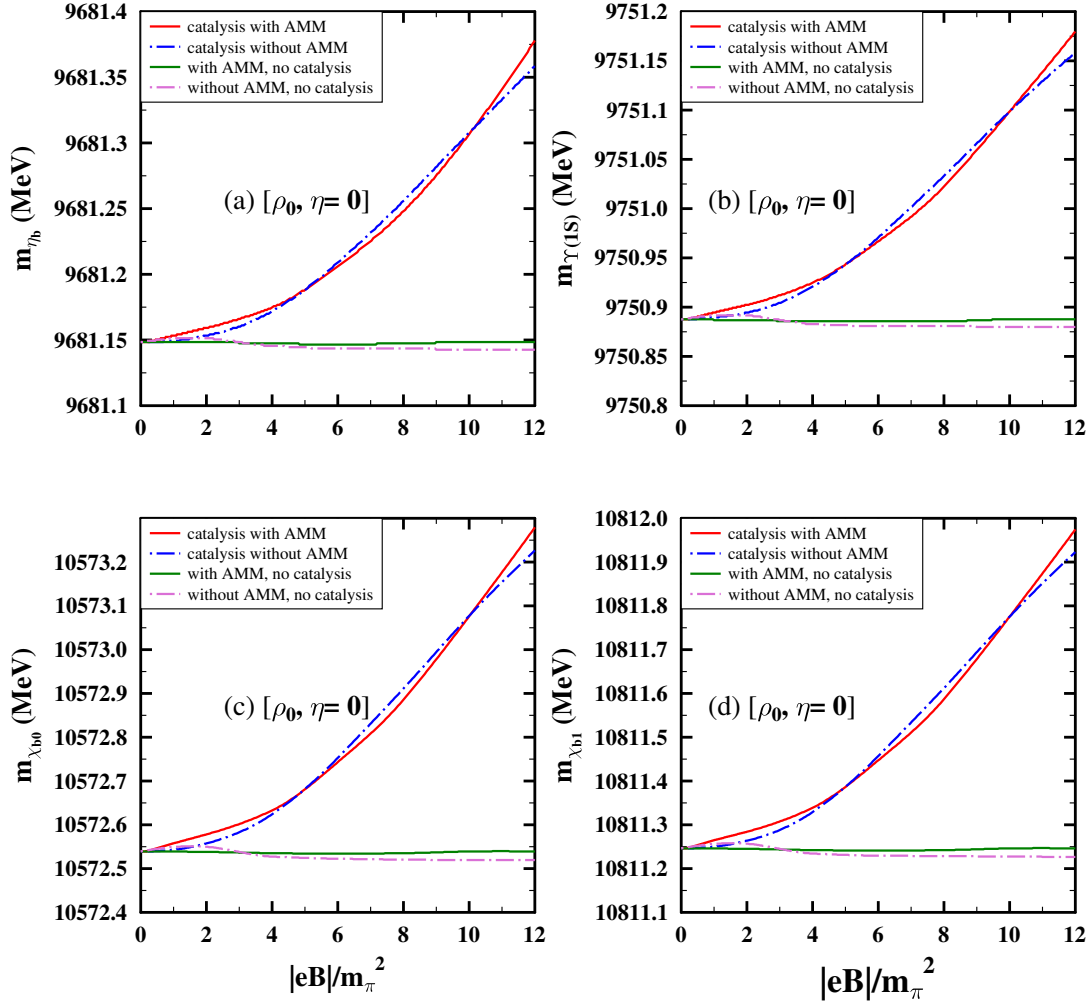 catalysis with AMM
catalysis without AMM
with AMM, no catalysis
without AMM, no catalysis
(a) [ρ₀, η= 0]
m_ηb (MeV)
9681.4
9681.35
9681.3
9681.25
9681.2
9681.15
9681.1
0 2 4 6 8 10 12
catalysis with AMM
catalysis without AMM
with AMM, no catalysis
without AMM, no catalysis
(b) [ρ₀, η= 0]
m_Υ(1S) (MeV)
9751.2
9751.15
9751.1
9751.05
9751.0
9750.95
9750.9
9750.85
9750.8
0 2 4 6 8 10 12
catalysis with AMM
catalysis without AMM
with AMM, no catalysis
without AMM, no catalysis
(c) [ρ₀, η= 0]
m_χb0 (MeV)
10573.2
10573.1
10573.0
10572.9
10572.8
10572.7
10572.6
10572.5
10572.4
0 2 4 6 8 10 12
|eB|/m_π²
catalysis with AMM
catalysis without AMM
with AMM, no catalysis
without AMM, no catalysis
(d) [ρ₀, η= 0]
m_χb1 (MeV)
10812.0
10811.9
10811.8
10811.7
10811.6
10811.5
10811.4
10811.3
10811.2
10811.1
0 2 4 6 8 10 12
|eB|/m_π²